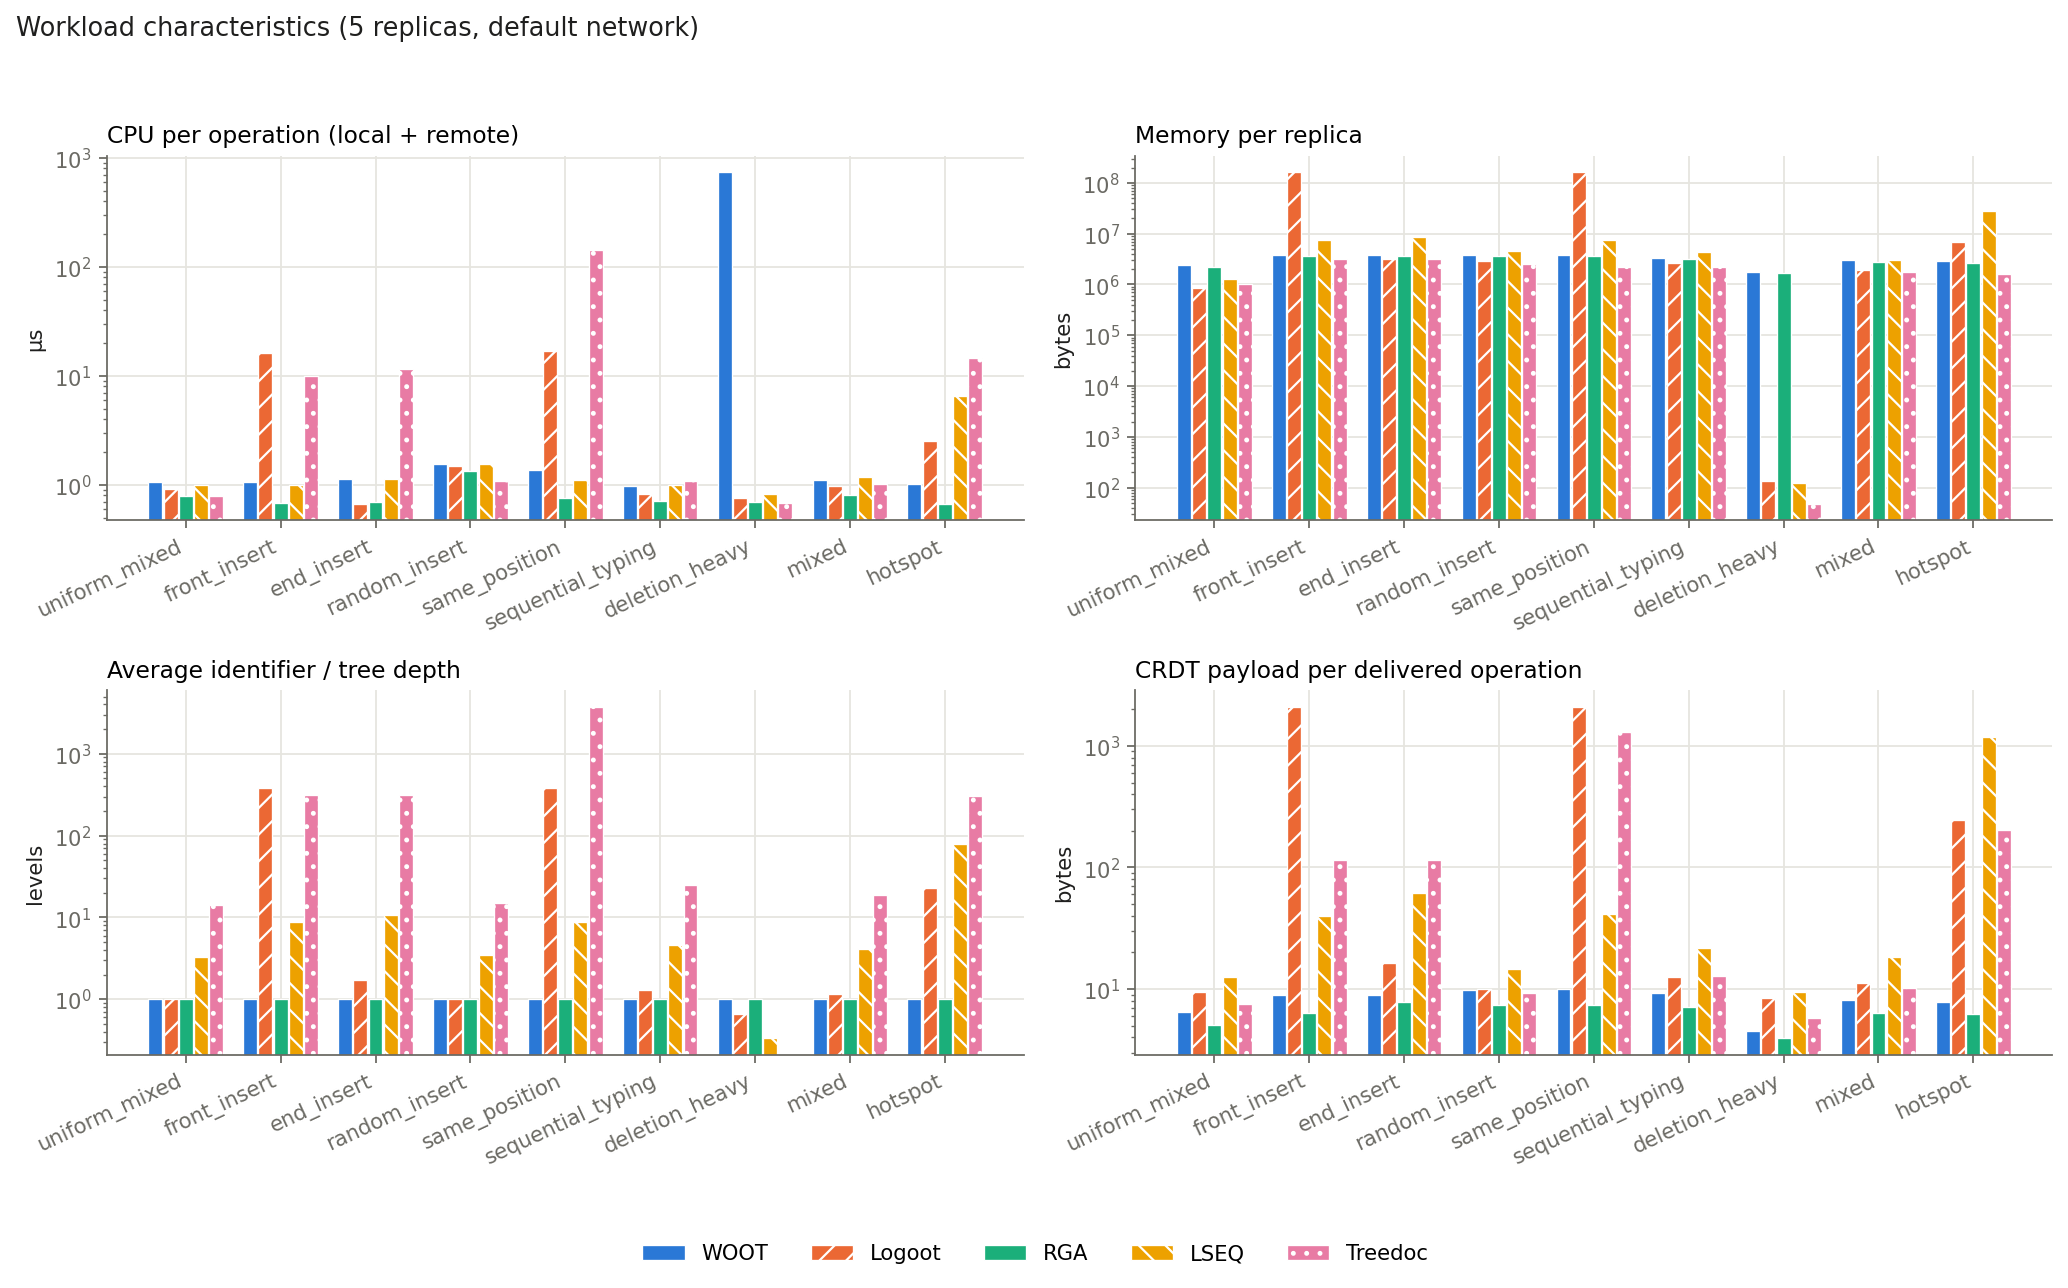 Workload characteristics (5 replicas, default network)
CPU per operation (local + remote)
µs
10³
10²
10¹
10⁰
uniform_mixed
front_insert
end_insert
random_insert
same_position
sequential_typing
deletion_heavy
mixed
hotspot
Memory per replica
bytes
10⁸
10⁷
10⁶
10⁵
10⁴
10³
10²
uniform_mixed
front_insert
end_insert
random_insert
same_position
sequential_typing
deletion_heavy
mixed
hotspot
Average identifier / tree depth
levels
10³
10²
10¹
10⁰
uniform_mixed
front_insert
end_insert
random_insert
same_position
sequential_typing
deletion_heavy
mixed
hotspot
CRDT payload per delivered operation
bytes
10³
10²
10¹
uniform_mixed
front_insert
end_insert
random_insert
same_position
sequential_typing
deletion_heavy
mixed
hotspot
WOOT Logoot RGA LSEQ Treedoc